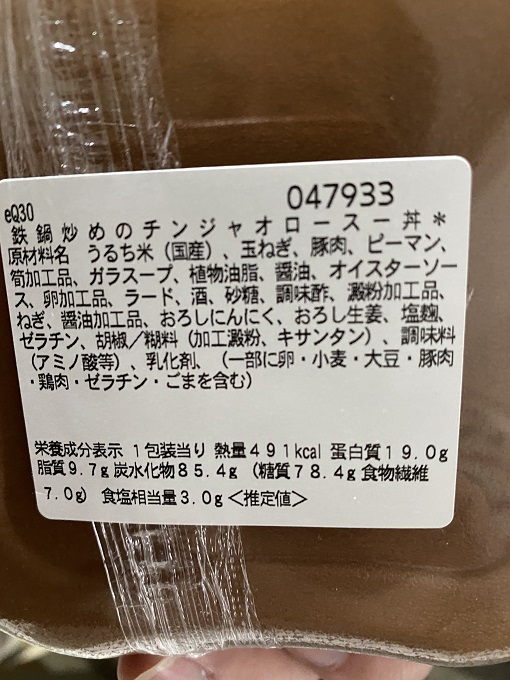 047933
eQ30
鉄鍋炒めのチンジャオロースー丼*
原材料名 うるち米（国産）、玉ねぎ、豚肉、ピーマン、
筍加工品、ガラスープ、植物油脂、醤油、オイスターソー
ス、卵加工品、ラード、酒、砂糖、調味酢、澱粉加工品、
ねぎ、醤油加工品、おろしにんにく、おろし生姜、塩麹、
ゼラチン、胡椒／糊料（加工澱粉、キサンタン）、調味料
（アミノ酸等）、乳化剤、（一部に卵・小麦・大豆・豚肉
・鶏肉・ゼラチン・ごまを含む）
栄養成分表示 １包装当り 熱量４９１kcal 蛋白質１９.０g
脂質９.７g 炭水化物８５.４g （糖質７８.４g 食物繊維
７.０g） 食塩相当量３.０g＜推定値＞